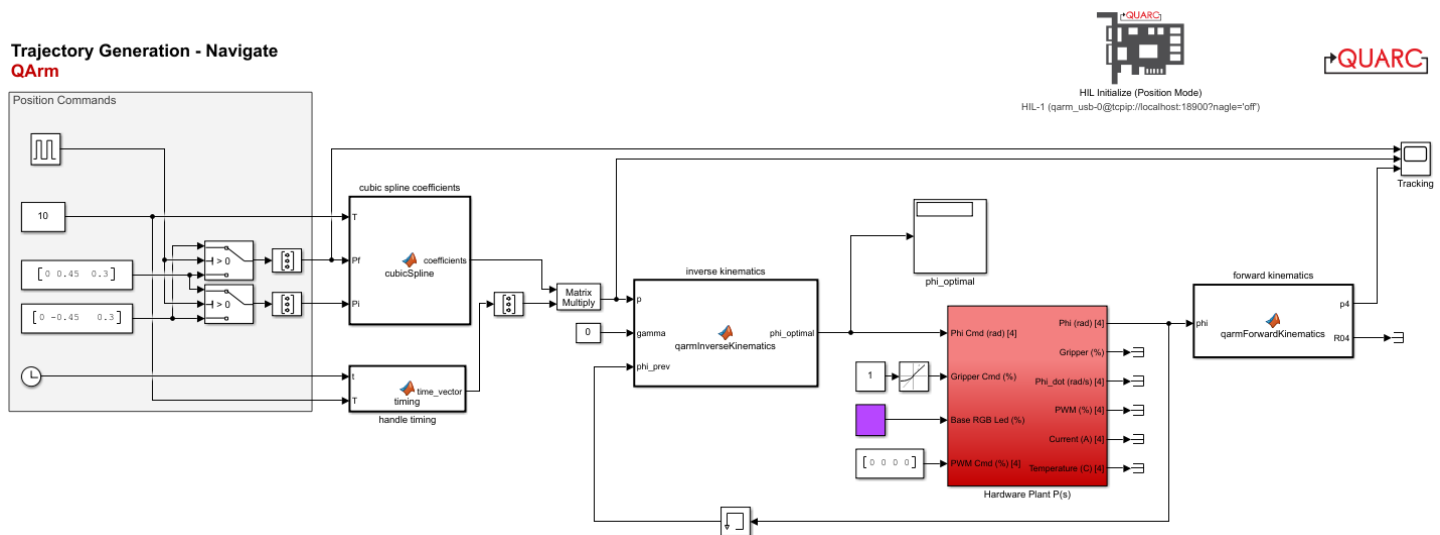 QUARC
Trajectory Generation - Navigate
QArm
QUARC
HIL Initialize (Position Mode)
HIL-1 (qarm_usb-0@tcpip://localhost:18900?nagle='off')
Position Commands
Tracking
cubic spline coefficients
10
T
> 0
Pf
coefficients
cubicSpline
[0 0.45 0.3]
> 0
Pi
[0 -0.45 0.3]
Matrix
Multiply
inverse kinematics
phi_optimal
forward kinematics
p
0
gamma
phi_optimal
qarmInverseKinematics
phi_prev
Phi Cmd (rad) [4]
Phi (rad) [4]
phi
p4
qarmForwardKinematics
R04
Gripper (%)
1
Gripper Cmd (%)
Phi_dot (rad/s) [4]
t
time_vector
timing
T
handle timing
PWM (%) [4]
Base RGB Led (%)
Current (A) [4]
[0 0 0 0]
PWM Cmd (%) [4]
Temperature (C) [4]
Hardware Plant P(s)